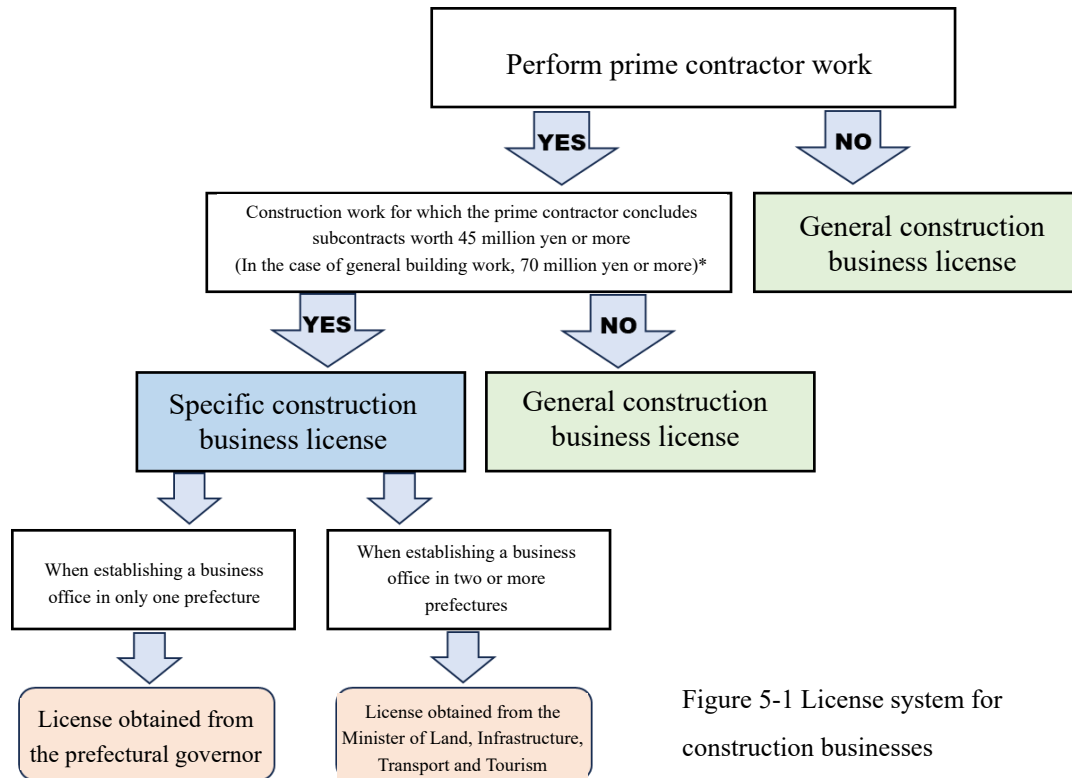 Perform prime contractor work
YES
NO
Construction work for which the prime contractor concludes
subcontracts worth 45 million yen or more
(In the case of general building work, 70 million yen or more)*
General construction
business license
YES
NO
Specific construction
business license
General construction
business license
When establishing a business
office in only one prefecture
When establishing a business
office in two or more
prefectures
License obtained from
the prefectural governor
License obtained from the
Minister of Land, Infrastructure,
Transport and Tourism
Figure 5-1 License system for
construction businesses